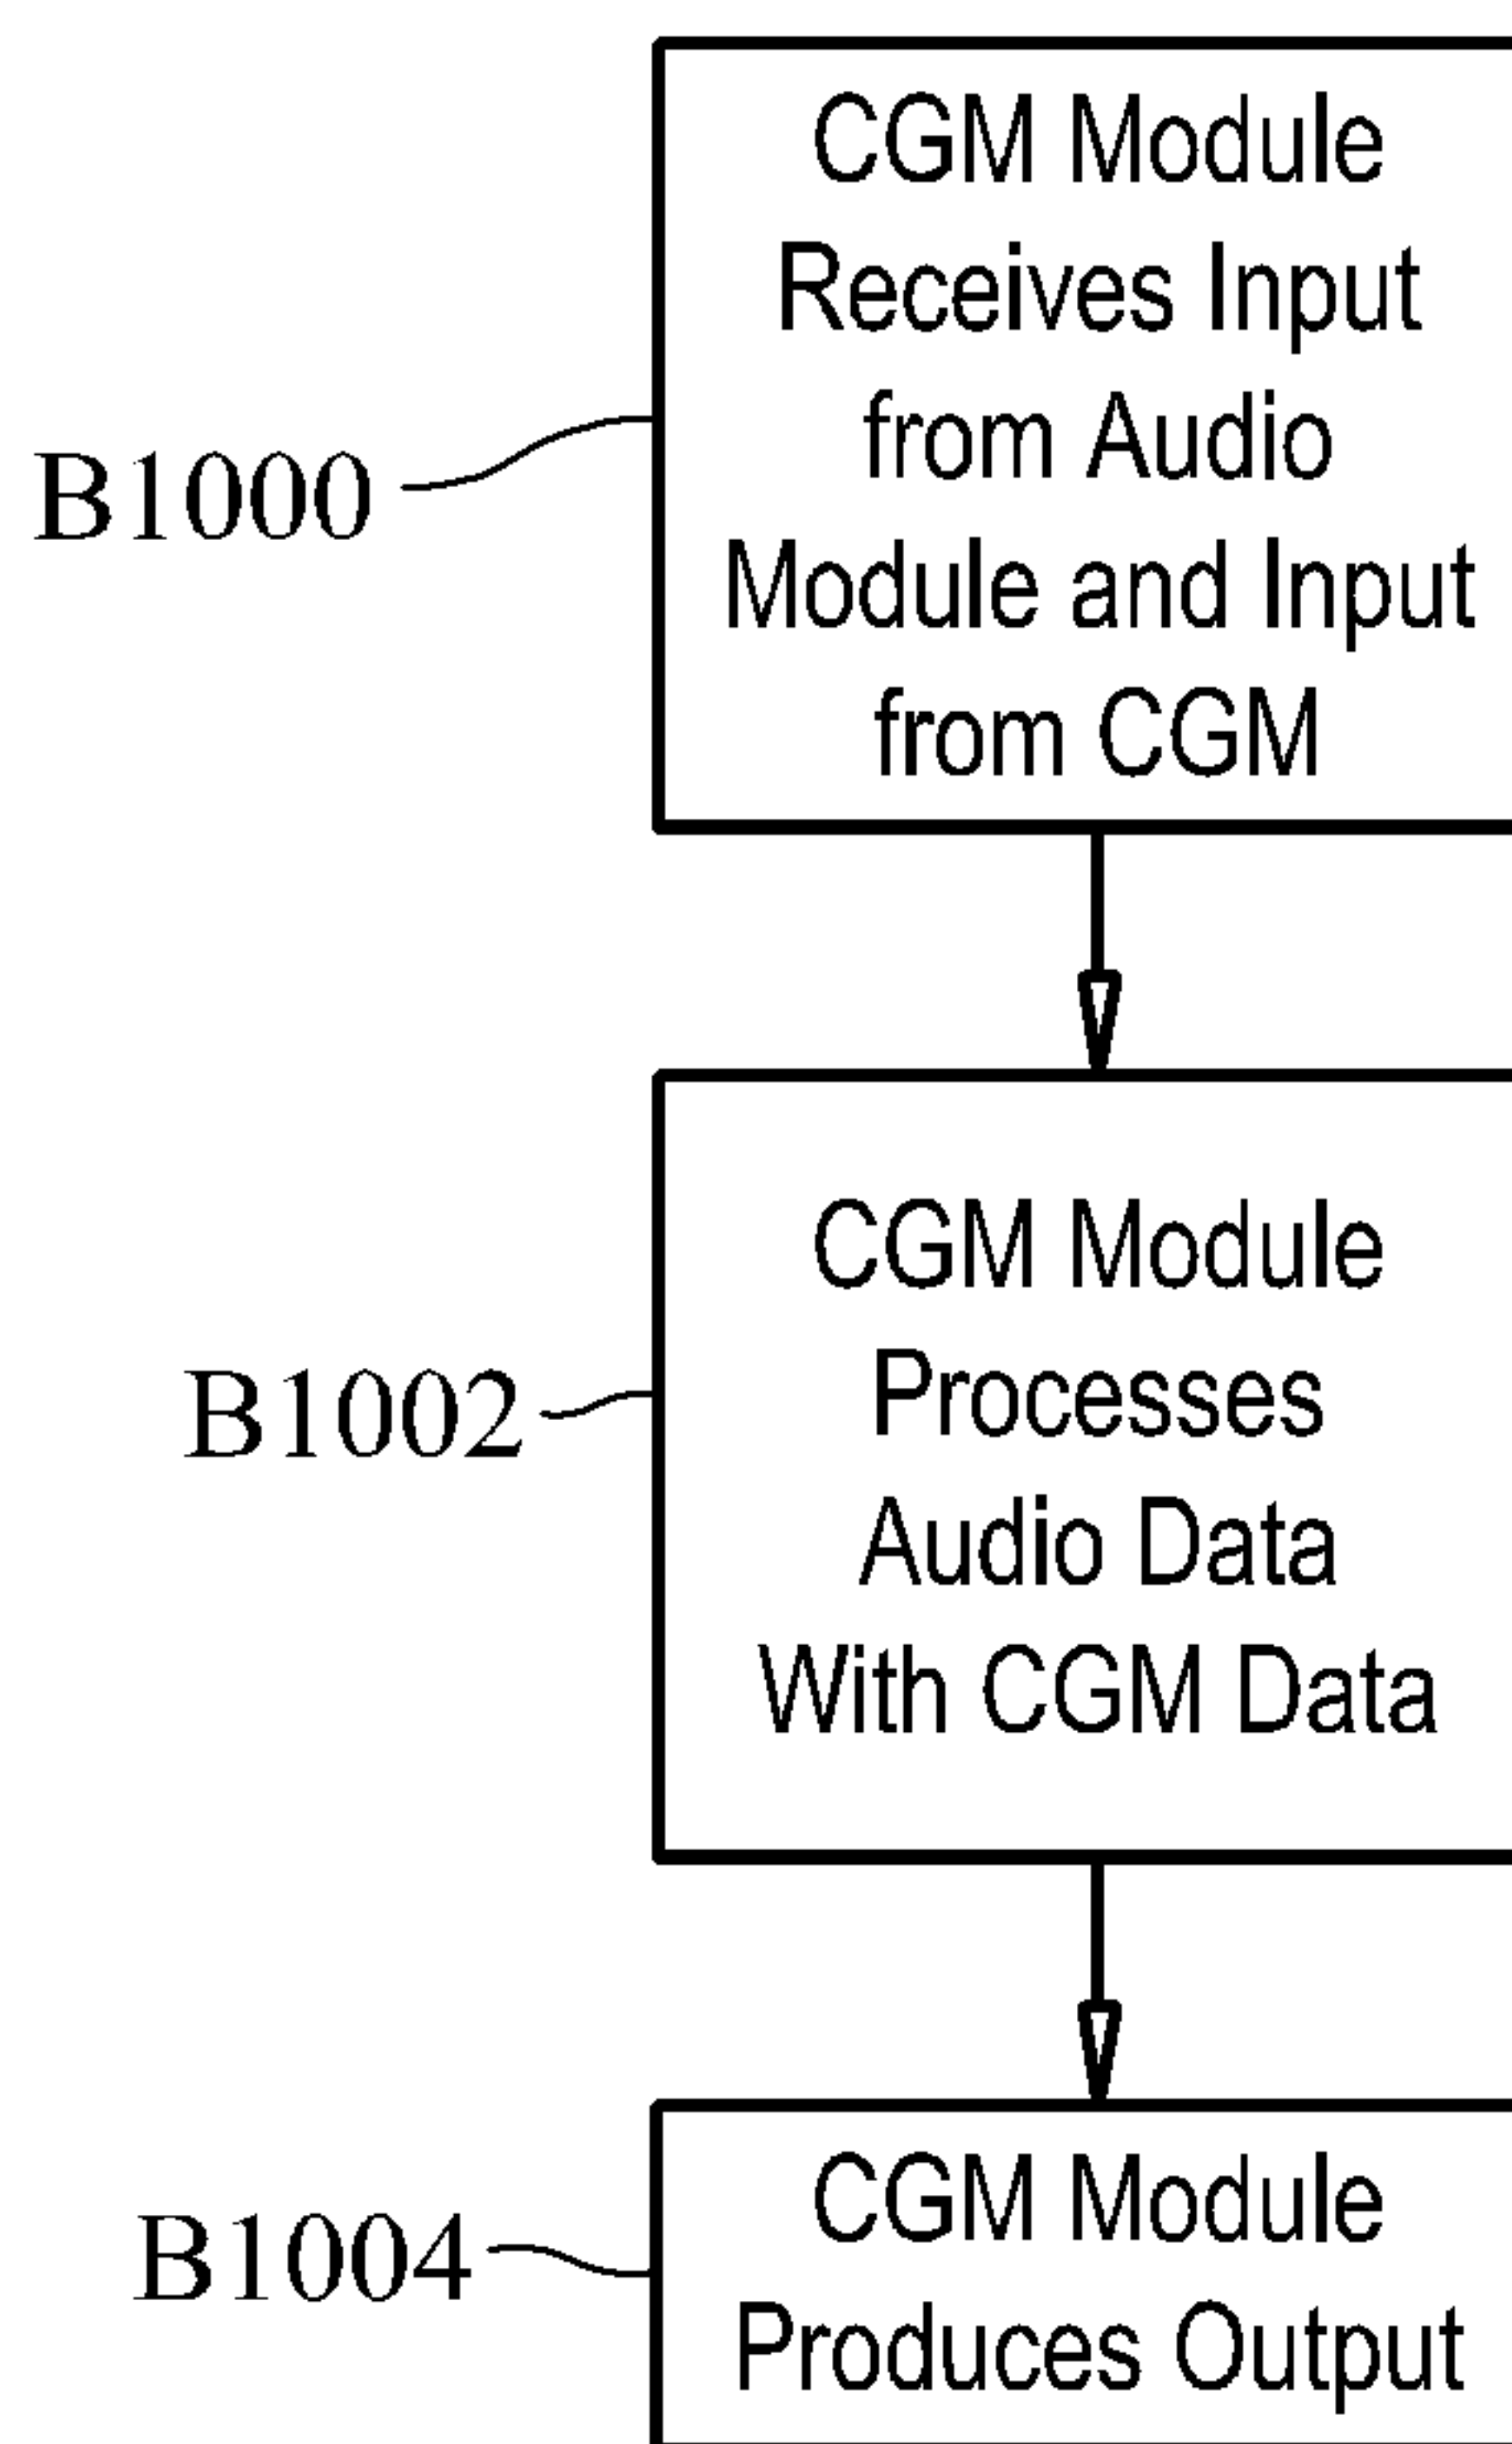 CGM Module
Receives Input
from Audio
Module and Input
from CGM
B1000
CGM Module
Processes
Audio Data
With CGM Data
B1002
CGM Module
Produces Output
B1004